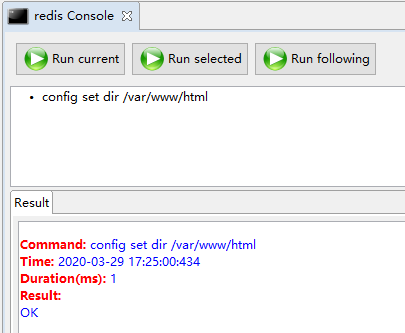 redis Console
Run current Run selected Run following
• config set dir /var/www/html
Result
Command: config set dir /var/www/html
Time: 2020-03-29 17:25:00:434
Duration(ms): 1
Result:
OK